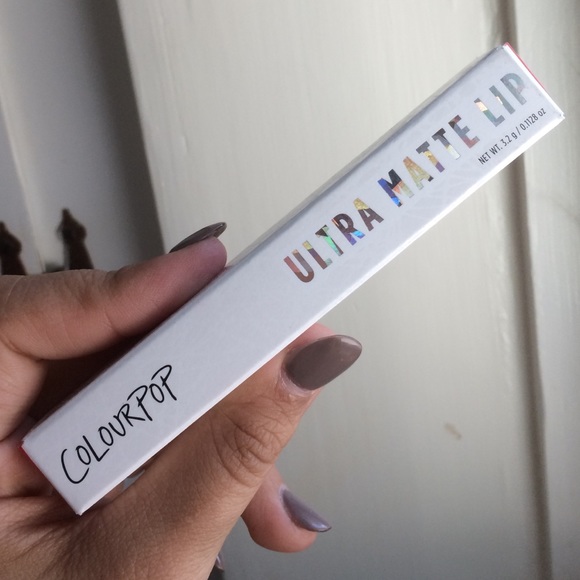 ULTRA MATTE LIP
NET WT. 3.2 g / 0.1128 oz
COLOURPOP